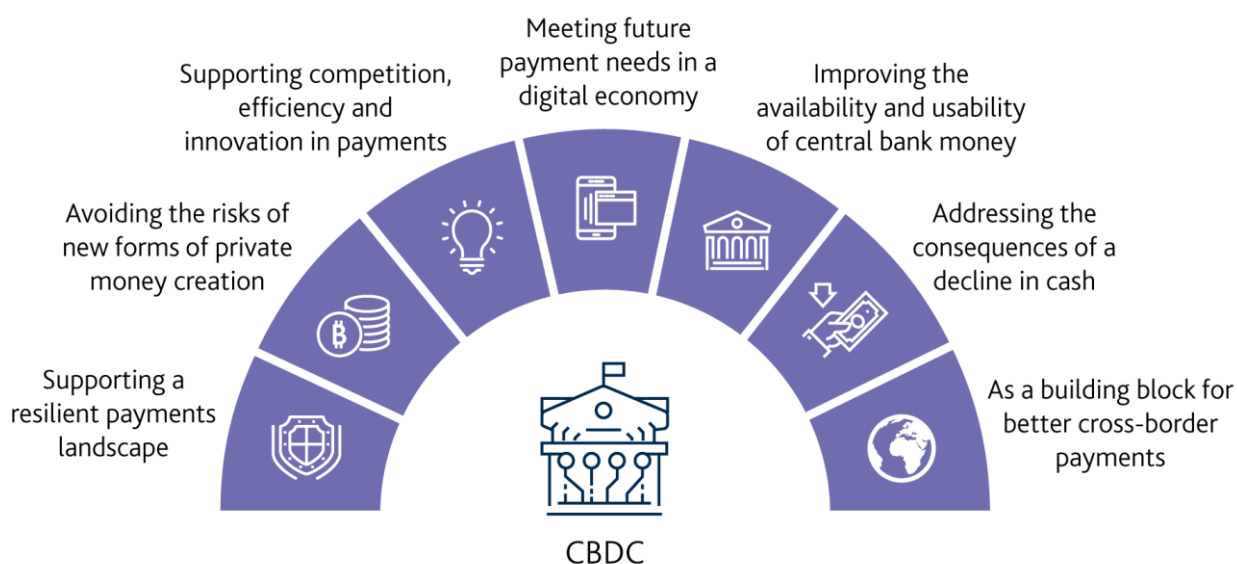 Meeting future
payment needs in a
digital economy
Supporting competition,
efficiency and
innovation in payments
Improving the
availability and usability
of central bank money
Avoiding the risks of
new forms of private
money creation
Addressing the
consequences of a
decline in cash
Supporting a
resilient payments
landscape
As a building block for
better cross-border
payments
CBDC